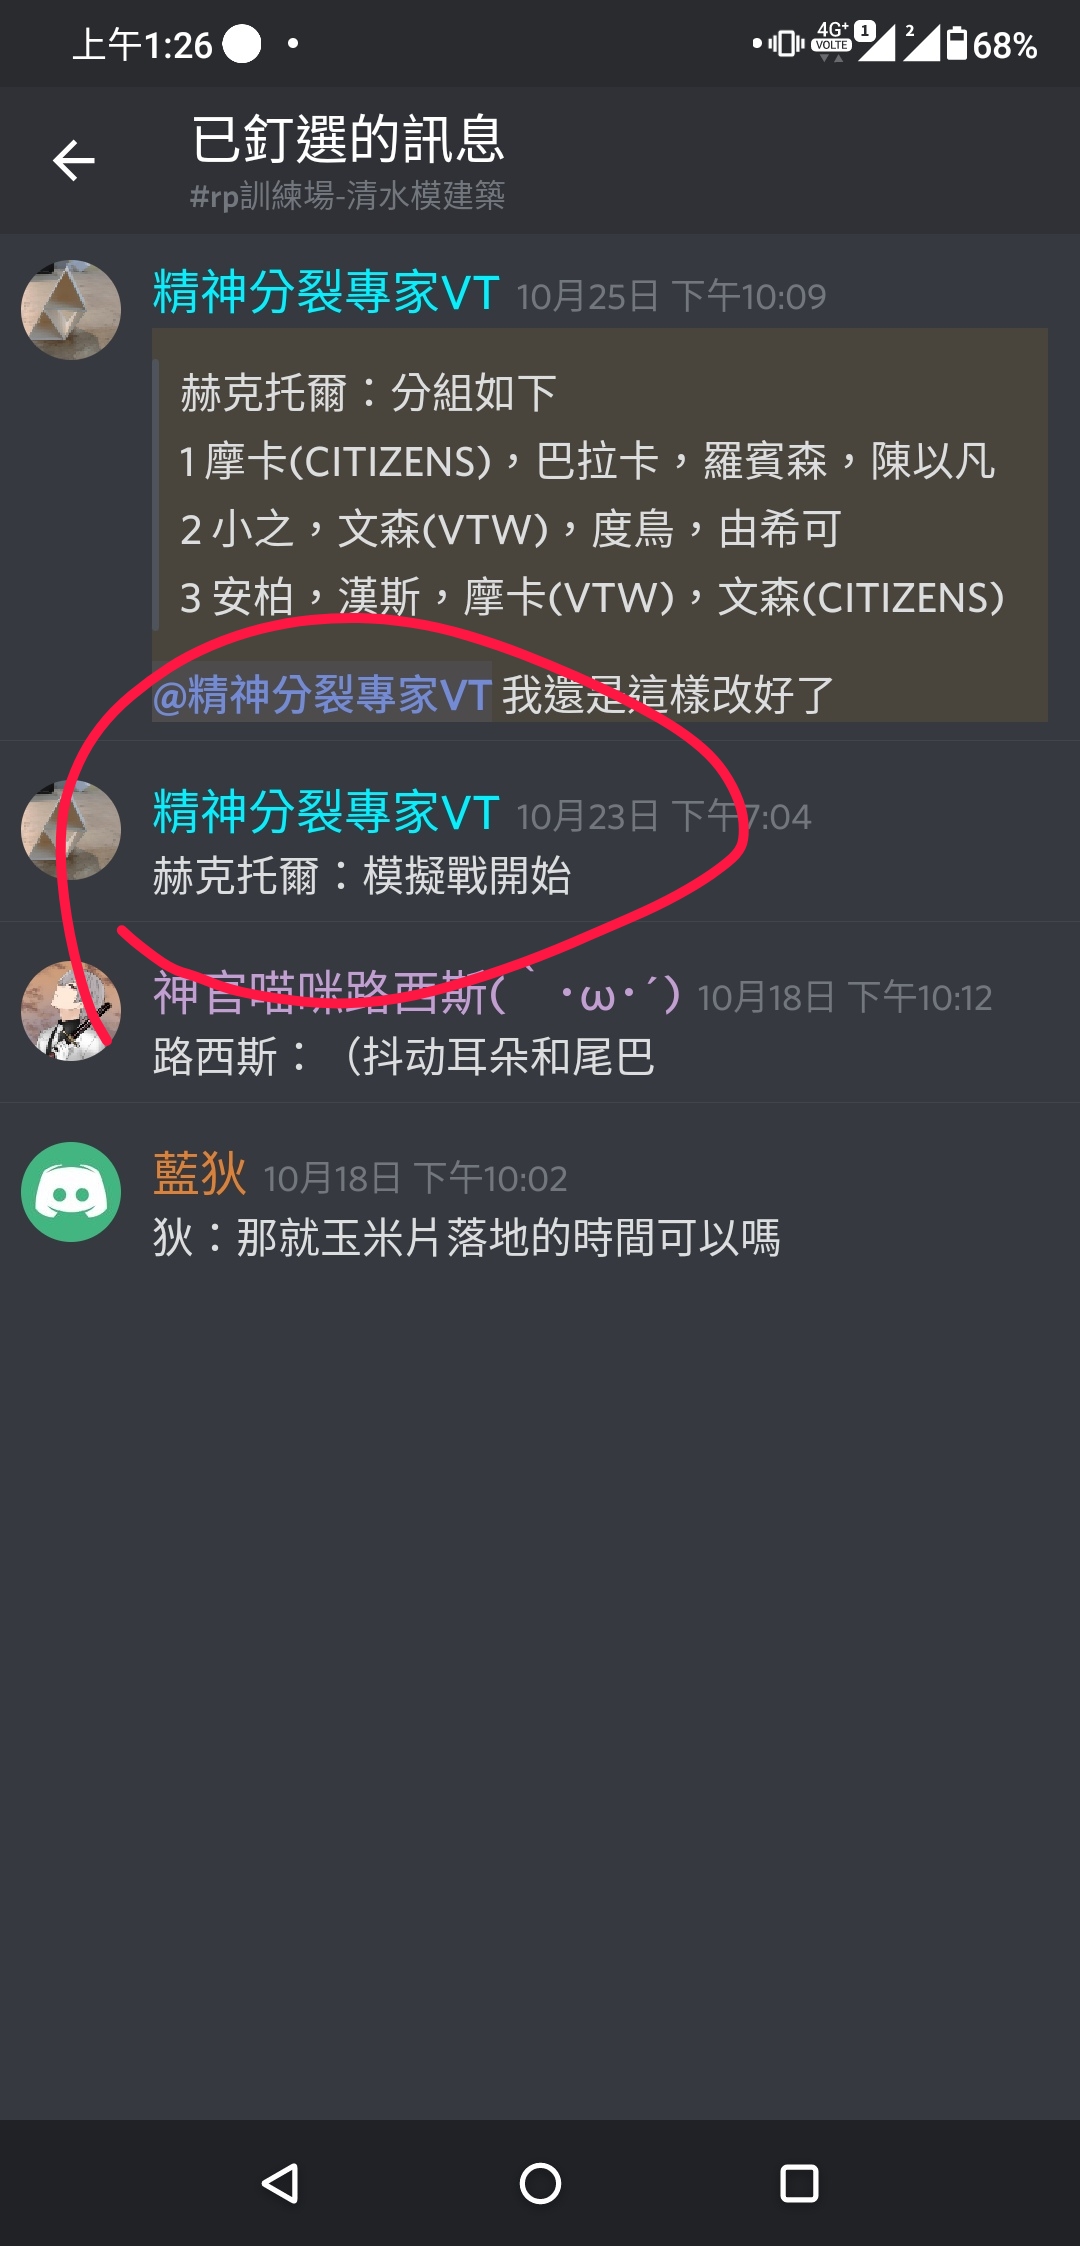 上午1:26
4G+ VOLTE 1 2 68%
已釘選的訊息
#rp訓練場-清水模建築
精神分裂專家VT 10月25日 下午10:09
赫克托爾：分組如下
1 摩卡(CITIZENS)，巴拉卡，羅賓森，陳以凡
2 小之，文森(VTW)，度鳥，由希可
3 安柏，漢斯，摩卡(VTW)，文森(CITIZENS)
@精神分裂專家VT 我還是這樣改好了
精神分裂專家VT 10月23日 下午7:04
赫克托爾：模擬戰開始
神官喵咪路西斯(｀･ω･´) 10月18日 下午10:12
路西斯：（抖动耳朵和尾巴
藍狄 10月18日 下午10:02
狄：那就玉米片落地的時間可以嗎